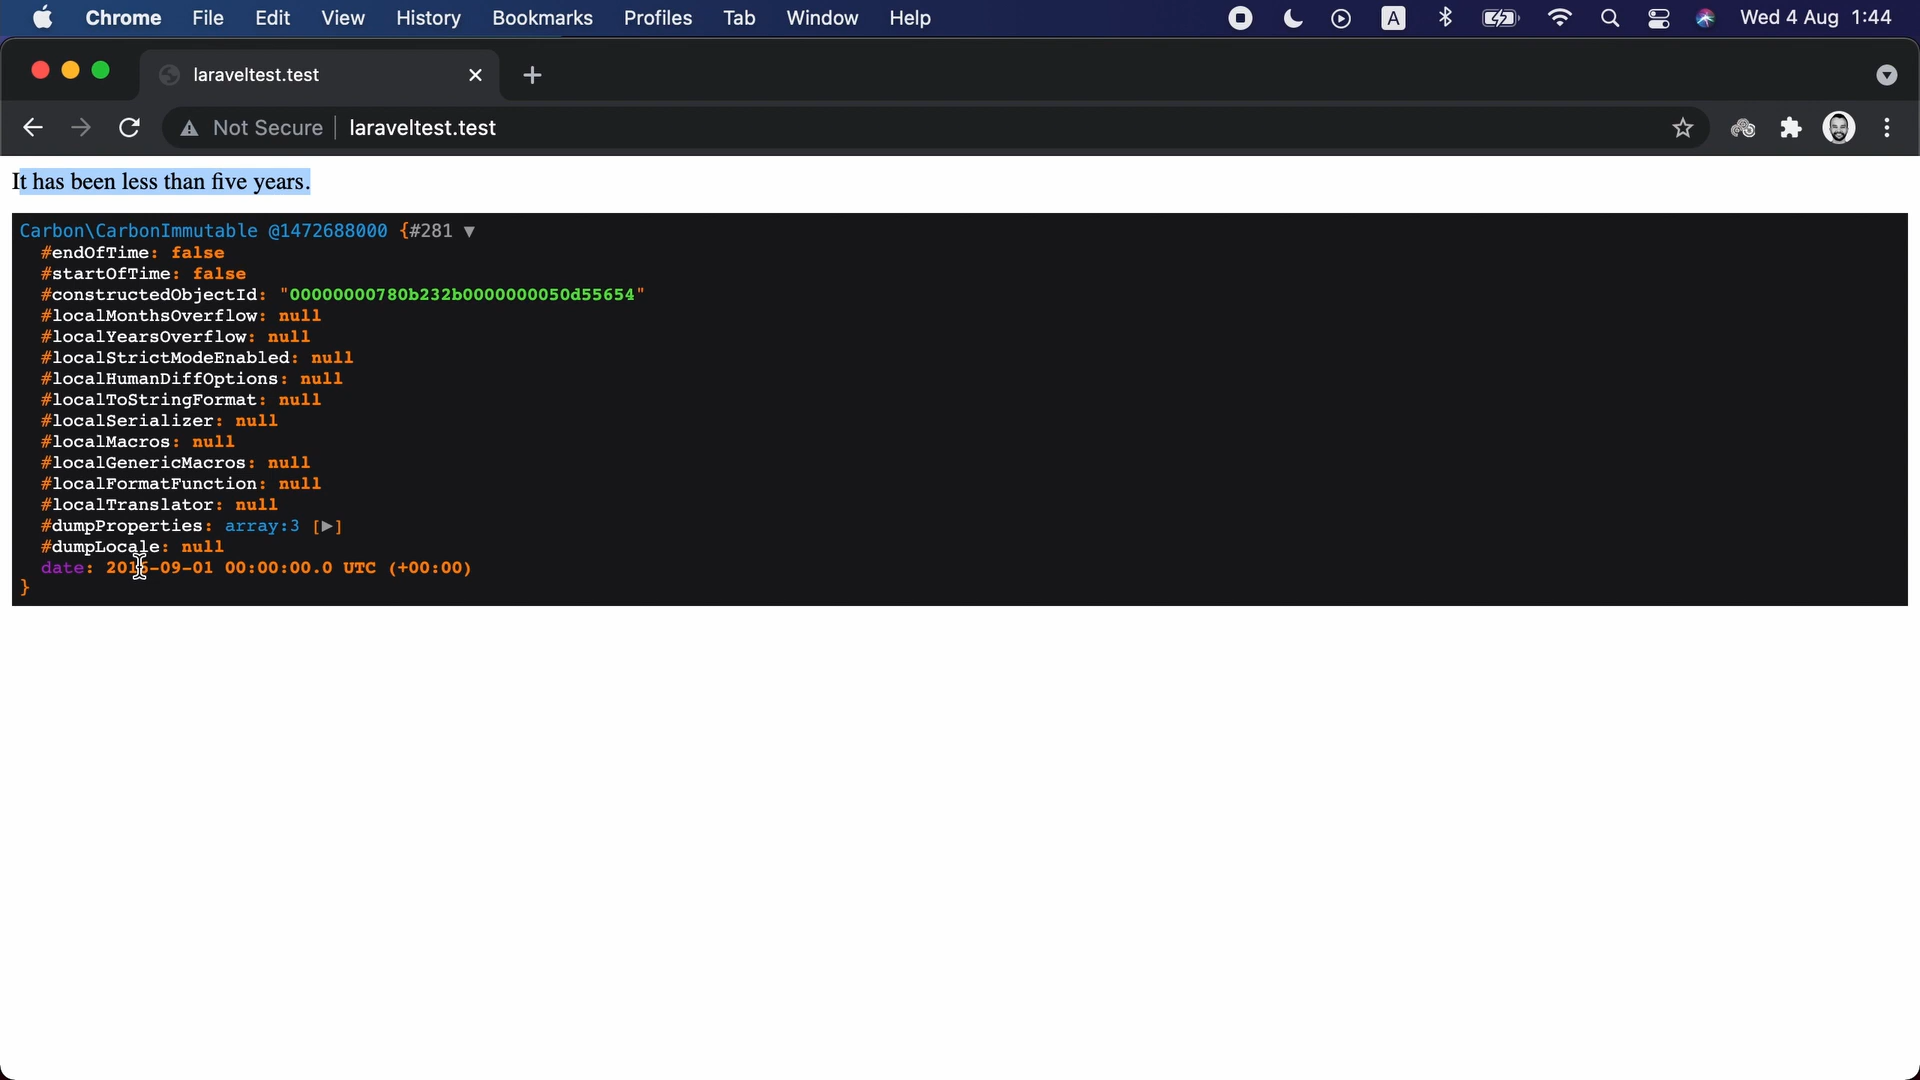 Chrome File Edit View History Bookmarks Profiles Tab Window Help A Wed 4 Aug 1:44
laraveltest.test
Not Secure laraveltest.test
It has been less than five years.
Carbon\CarbonImmutable @1472688000 {#281 ▼
#endOfTime: false
#startOfTime: false
#constructedObjectId: "00000000780b232b0000000050d55654"
#localMonthsOverflow: null
#localYearsOverflow: null
#localStrictModeEnabled: null
#localHumanDiffOptions: null
#localToStringFormat: null
#localSerializer: null
#localMacros: null
#localGenericMacros: null
#localFormatFunction: null
#localTranslator: null
#dumpProperties: array:3 [▶]
#dumpLocale: null
date: 2016-09-01 00:00:00.0 UTC (+00:00)
}